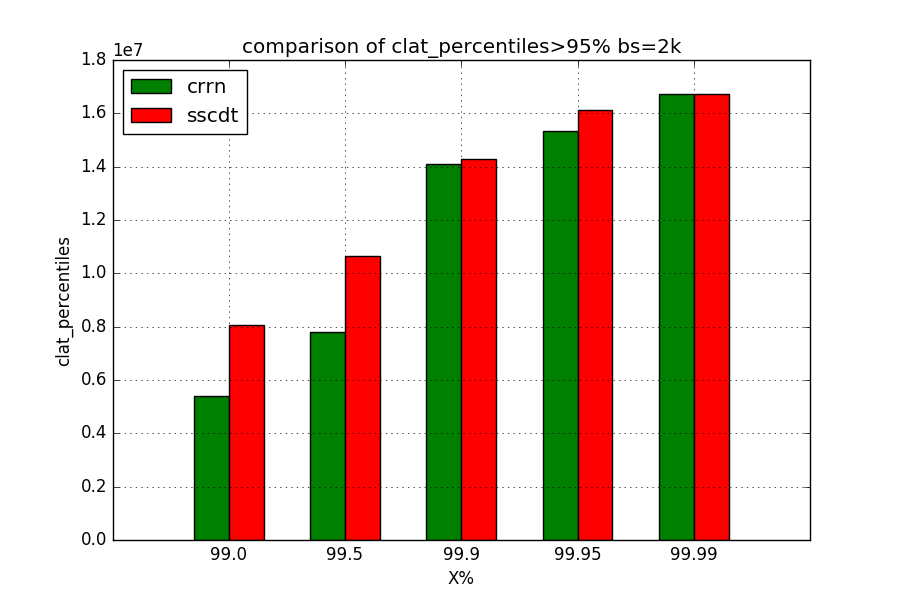 comparison of clat_percentiles>95% bs=2k
1e7
1.8
1.6
1.4
1.2
1.0
0.8
0.6
0.4
0.2
0.0
clat_percentiles
crrn
sscdt
99.0 99.5 99.9 99.95 99.99
X%